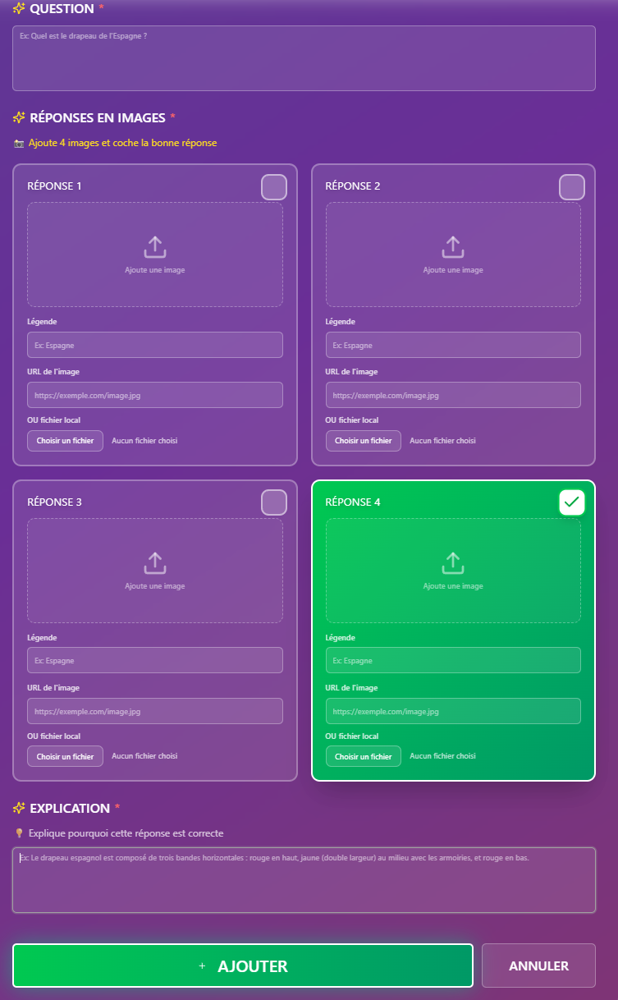 QUESTION *
Ex: Quel est le drapeau de l'Espagne ?
RÉPONSES EN IMAGES *
Ajoute 4 images et coche la bonne réponse
RÉPONSE 1
Ajoute une image
Légende
Ex: Espagne
URL de l'image
https://exemple.com/image.jpg
OU fichier local
Choisir un fichier Aucun fichier choisi
RÉPONSE 2
Ajoute une image
Légende
Ex: Espagne
URL de l'image
https://exemple.com/image.jpg
OU fichier local
Choisir un fichier Aucun fichier choisi
RÉPONSE 3
Ajoute une image
Légende
Ex: Espagne
URL de l'image
https://exemple.com/image.jpg
OU fichier local
Choisir un fichier Aucun fichier choisi
RÉPONSE 4
Ajoute une image
Légende
Ex: Espagne
URL de l'image
https://exemple.com/image.jpg
OU fichier local
Choisir un fichier Aucun fichier choisi
EXPLICATION *
Explique pourquoi cette réponse est correcte
Ex: Le drapeau espagnol est composé de trois bandes horizontales : rouge en haut, jaune (double largeur) au milieu avec les armoiries, et rouge en bas.
+ AJOUTER
ANNULER